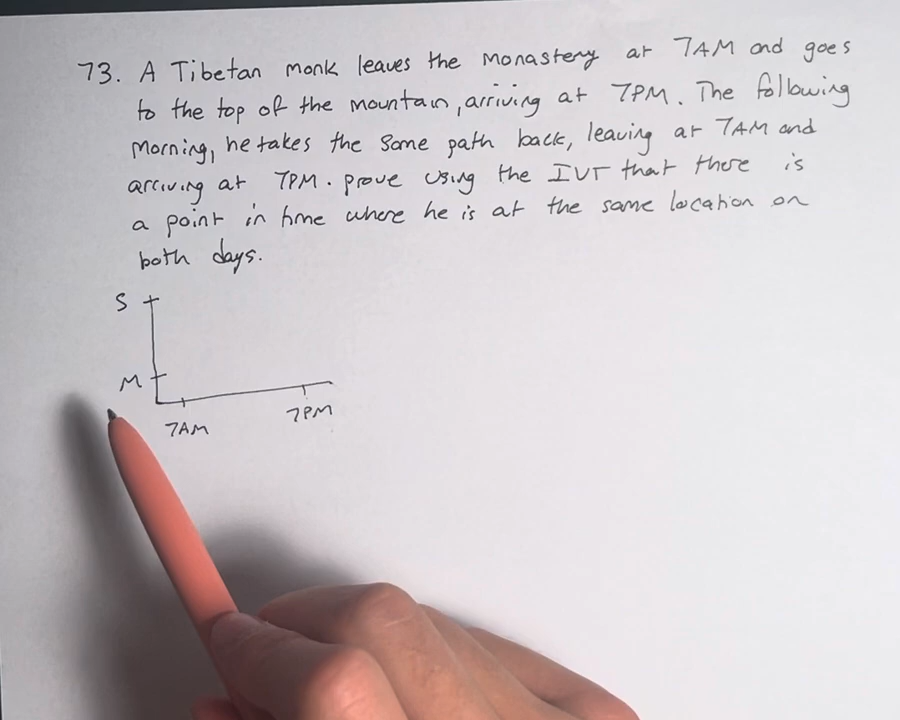 73. A Tibetan monk leaves the monastery at 7AM and goes
to the top of the mountain, arriving at 7PM. The following
morning, he takes the same path back, leaving at 7AM and
arriving at 7PM. prove using the IVT that there is
a point in time where he is at the same location on
both days.
S
M
7AM
7PM